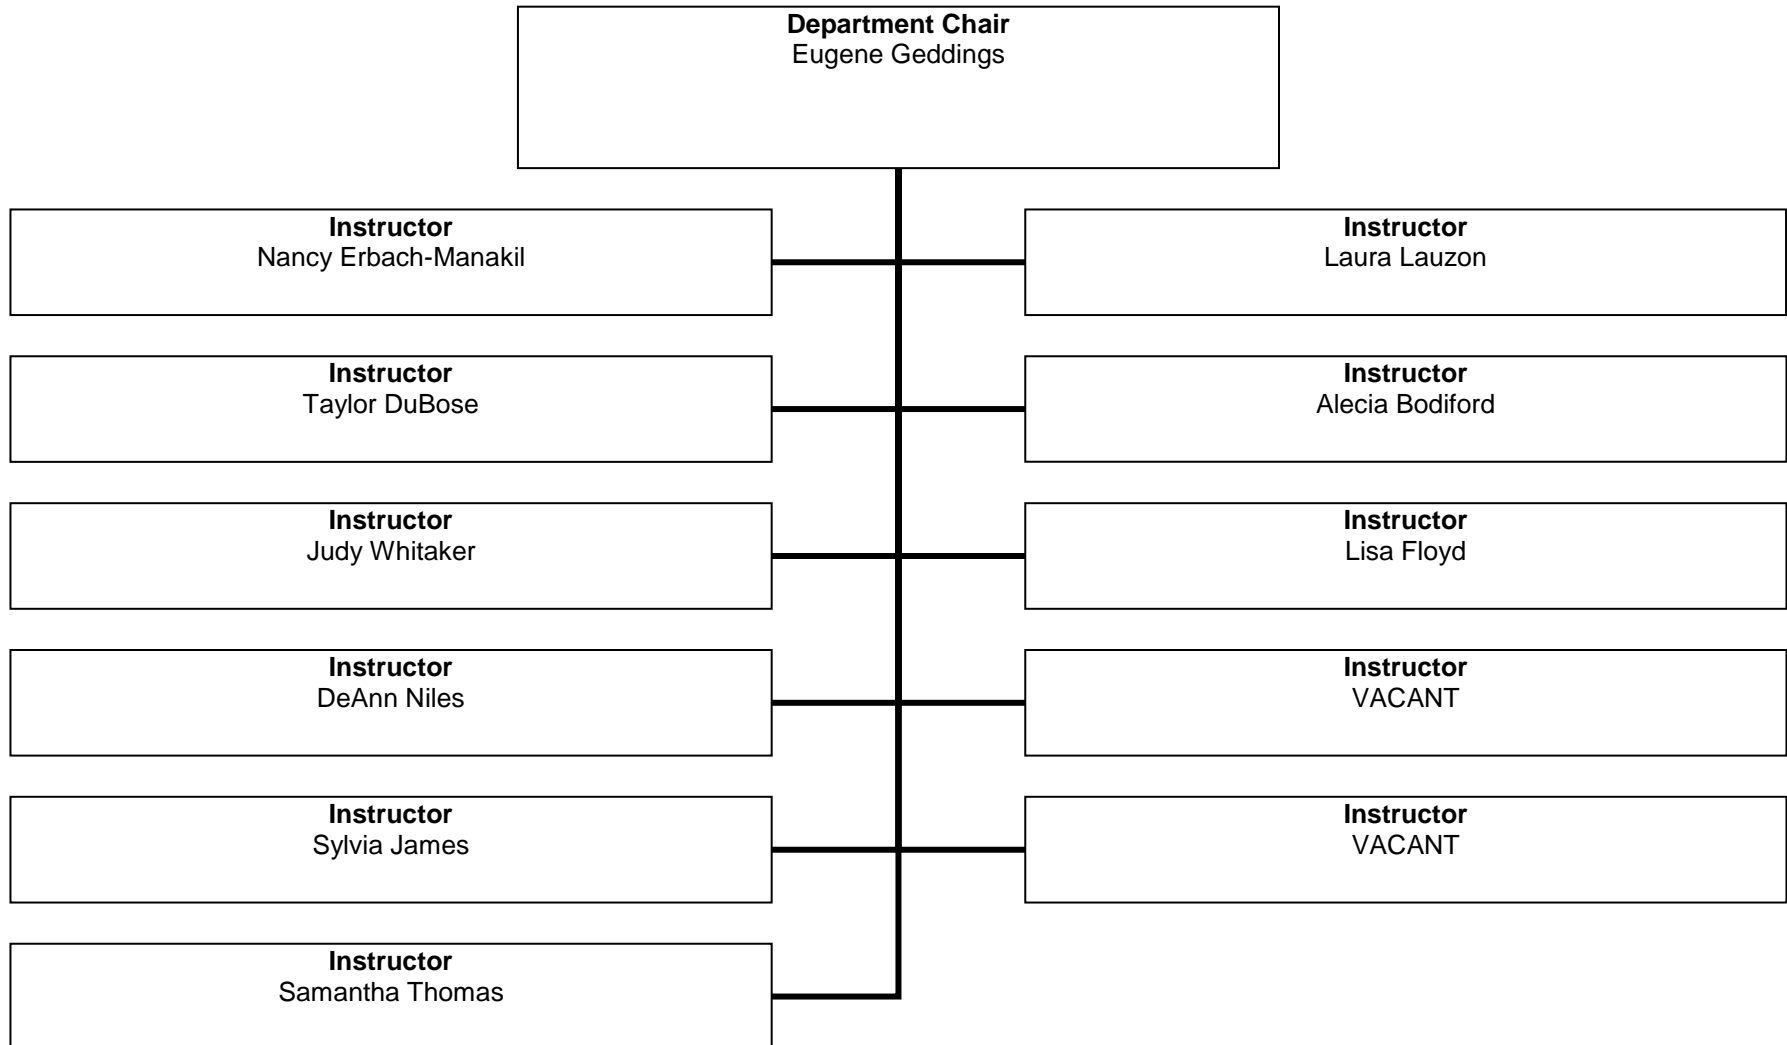 Department Chair
Eugene Geddings
Instructor
Nancy Erbach-Manakil
Instructor
Laura Lauzon
Instructor
Taylor DuBose
Instructor
Alecia Bodiford
Instructor
Judy Whitaker
Instructor
Lisa Floyd
Instructor
DeAnn Niles
Instructor
VACANT
Instructor
Sylvia James
Instructor
VACANT
Instructor
Samantha Thomas